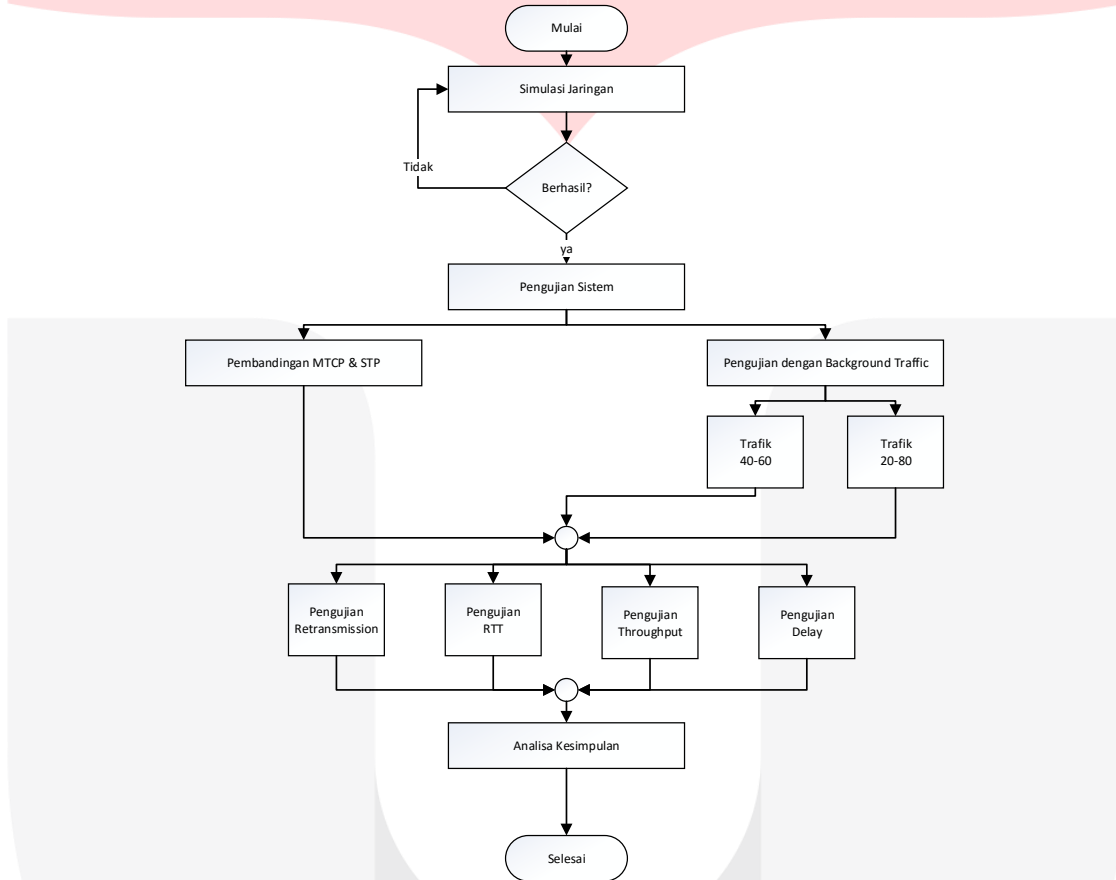 Mulai
Simulasi Jaringan
Tidak
Berhasil?
ya
Pengujian Sistem
Pembandingan MTCP & STP
Pengujian dengan Background Traffic
Trafik
40-60
Trafik
20-80
Pengujian
Retransmission
Pengujian
RTT
Pengujian
Throughput
Pengujian
Delay
Analisa Kesimpulan
Selesai